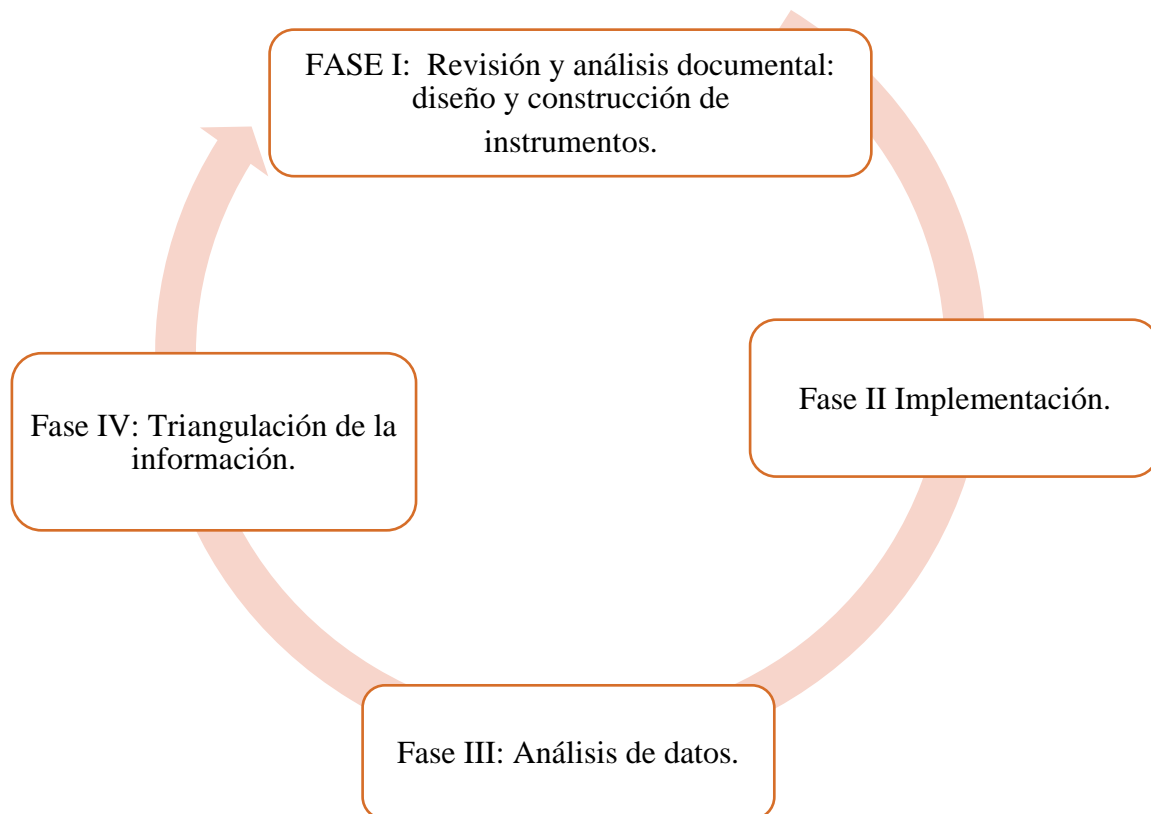 FASE I:  Revisión y análisis documental:
diseño y construcción de
instrumentos.
Fase II Implementación.
Fase III: Análisis de datos.
Fase IV: Triangulación de la
información.